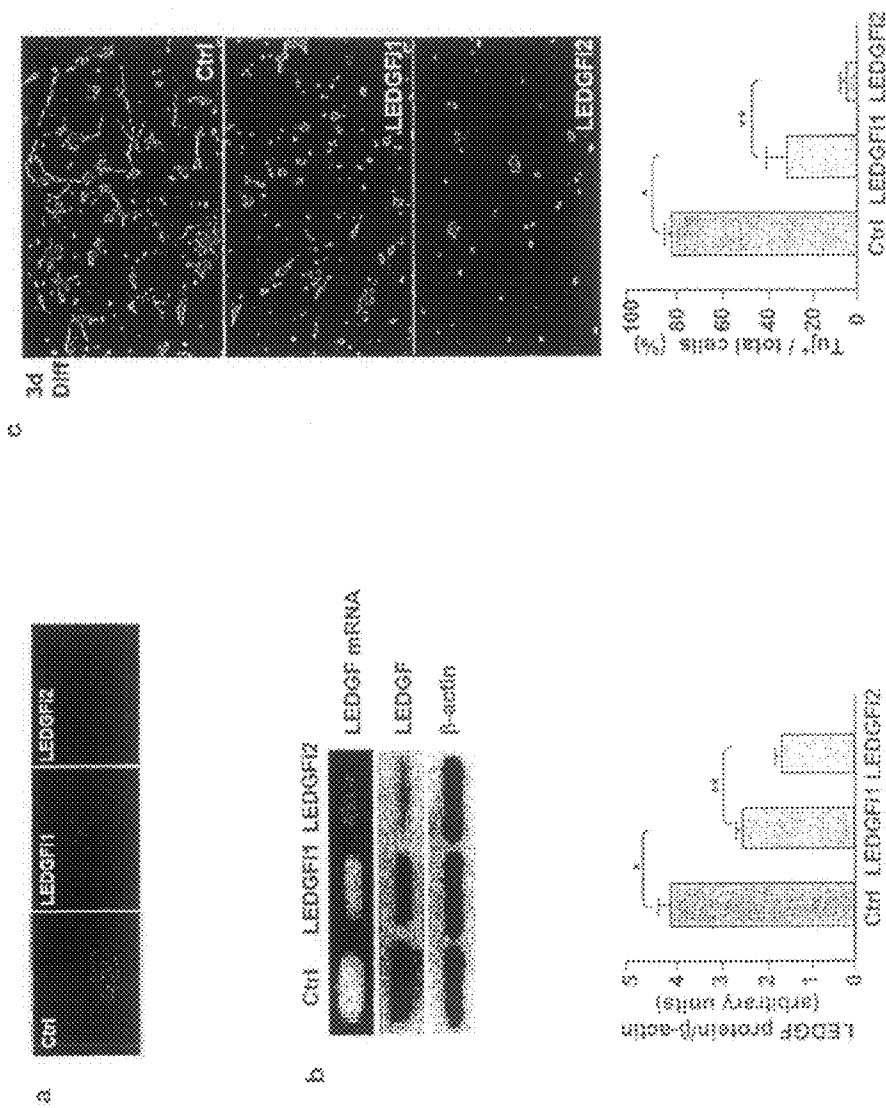 a
Ctrl LEDGFi1 LEDGFi2
b
Ctrl LEDGFi1 LEDGFi2
LEDGF mRNA
LEDGF
β-actin
LEDGF protein/β-actin
(arbitrary units)
5
4
3
2
1
0
*
**
Ctrl LEDGFi1 LEDGFi2
c
3d
Diff
Ctrl
LEDGFi1
LEDGFi2
Tuj⁺/ total cells (%)
100
80
60
40
20
0
*
**
Ctrl LEDGFi1 LEDGFi2